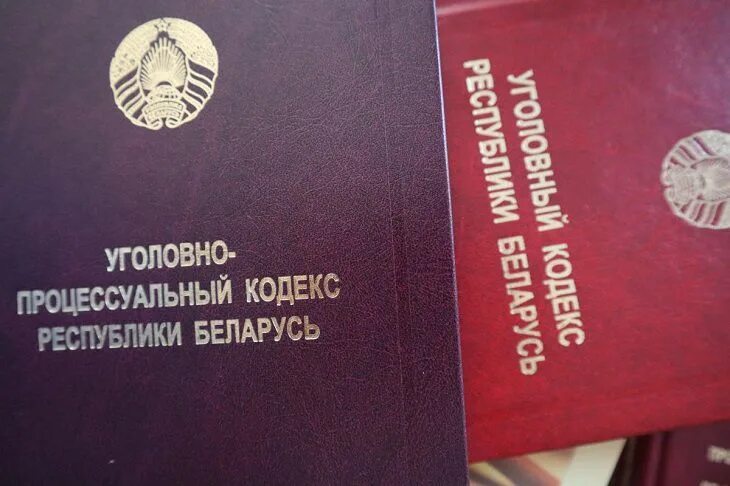 УГОЛОВНО-
ПРОЦЕССУАЛЬНЫЙ КОДЕКС
РЕСПУБЛИКИ БЕЛАРУСЬ
УГОЛОВНЫЙ КОДЕКС
РЕСПУБЛИКИ БЕЛАРУСЬ